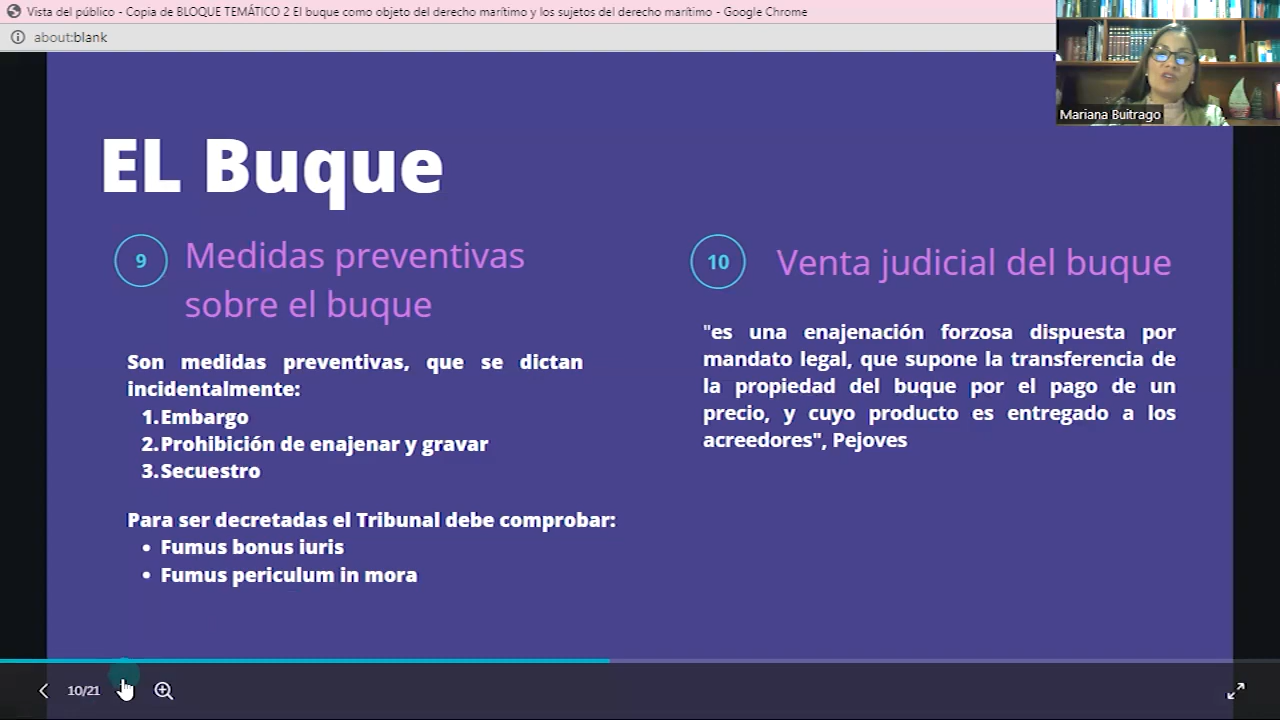 Vista del público - Copia de BLOQUE TEMÁTICO 2 El buque como objeto del derecho marítimo y los sujetos del derecho marítimo - Google Chrome
about:blank
Mariana Buitrago
EL Buque
9
Medidas preventivas
sobre el buque
Son medidas preventivas, que se dictan
incidentalmente:
1.Embargo
2.Prohibición de enajenar y gravar
3.Secuestro
Para ser decretadas el Tribunal debe comprobar:
• Fumus bonus iuris
• Fumus periculum in mora
10
Venta judicial del buque
"es una enajenación forzosa dispuesta por
mandato legal, que supone la transferencia de
la propiedad del buque por el pago de un
precio, y cuyo producto es entregado a los
acreedores", Pejoves
10/21